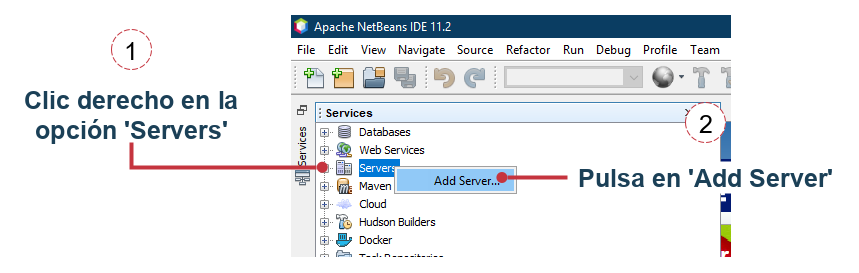 Apache NetBeans IDE 11.2
File Edit View Navigate Source Refactor Run Debug Profile Team
1
Clic derecho en la
opción 'Servers'
Services
Services
Databases
Web Services
Servers
Add Server...
Maven
Cloud
Hudson Builders
Docker
Task Repositories
2
Pulsa en 'Add Server'